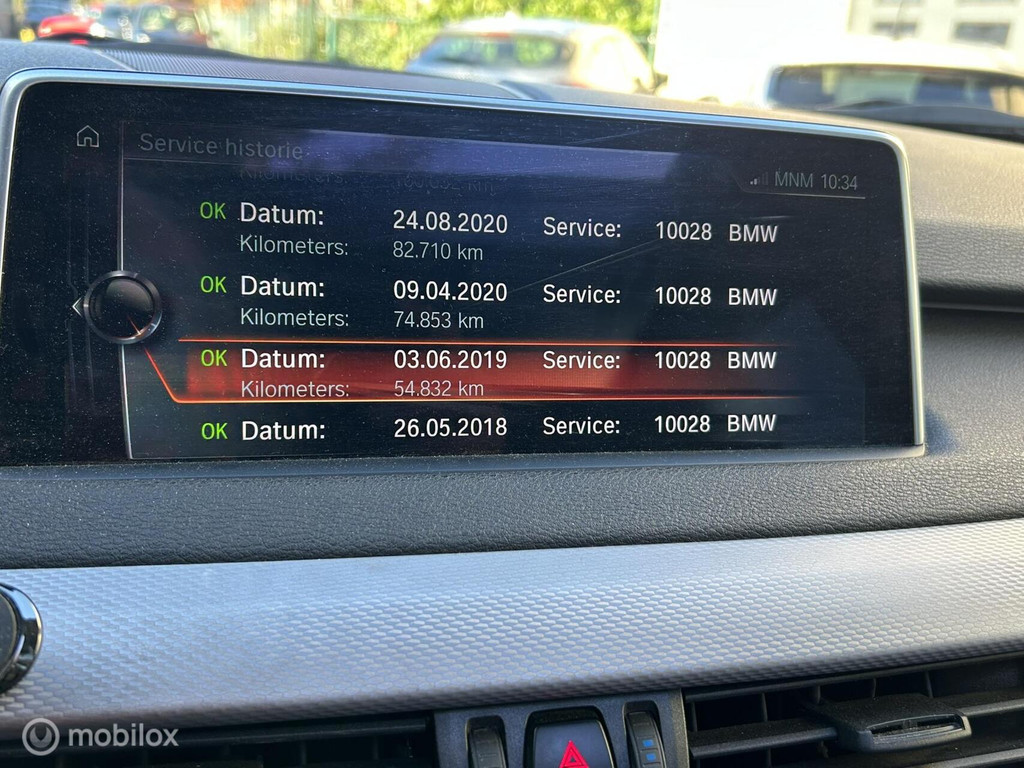 Service historie
MNM 10:34
Kilometers:
OK Datum: 24.08.2020 Service: 10028 BMW
Kilometers: 82.710 km
OK Datum: 09.04.2020 Service: 10028 BMW
Kilometers: 74.853 km
OK Datum: 03.06.2019 Service: 10028 BMW
Kilometers: 54.832 km
OK Datum: 26.05.2018 Service: 10028 BMW
mobilox